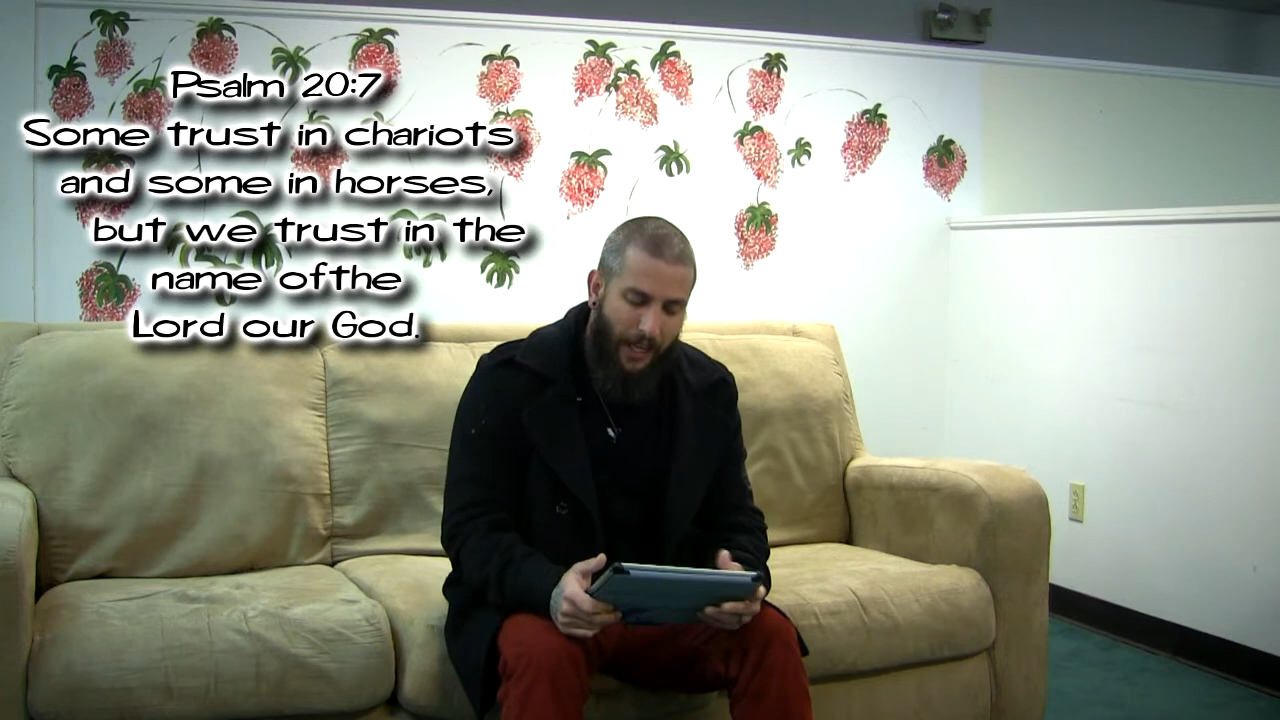 Psalm 20:7
Some trust in chariots
and some in horses,
but we trust in the
name ofthe
Lord our God.